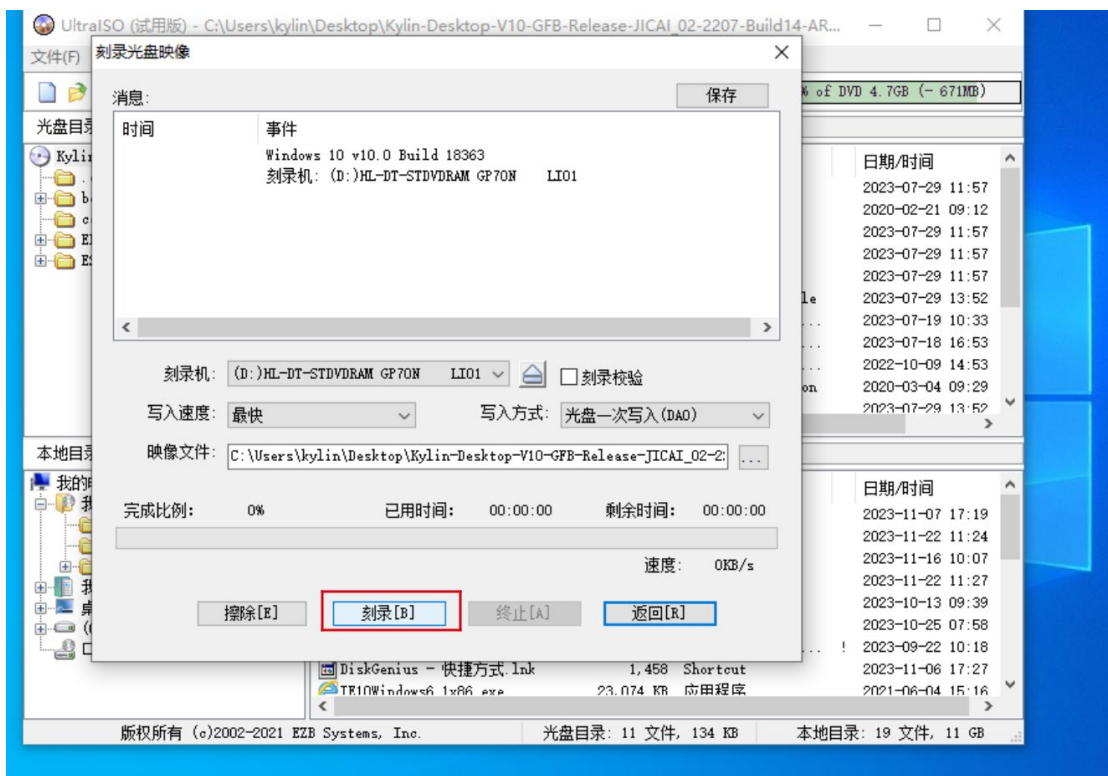 UltraISO (试用版) - C:\Users\kylin\Desktop\Kylin-Desktop-V10-GFB-Release-JICAI_02-2207-Build14-AR...
文件(F)
刻录光盘映像
消息:
保存
% of DVD 4.7GB (- 671MB)
光盘目录
时间 事件
Windows 10 v10.0 Build 18363
刻录机: (D:)HL-DT-STDVDRAM GP70N LI01
日期/时间
2023-07-29 11:57
2020-02-21 09:12
2023-07-29 11:57
2023-07-29 11:57
2023-07-29 11:57
le 2023-07-29 13:52
... 2023-07-19 10:33
... 2023-07-18 16:53
... 2022-10-09 14:53
on 2020-03-04 09:29
2023-07-29 13:52
刻录机: (D:)HL-DT-STDVDRAM GP70N LI01
刻录校验
写入速度: 最快
写入方式: 光盘一次写入(DAO)
映像文件: C:\Users\kylin\Desktop\Kylin-Desktop-V10-GFB-Release-JICAI_02-2: ...
本地目录
完成比例: 0% 已用时间: 00:00:00 剩余时间: 00:00:00
速度: 0KB/s
擦除[E] 刻录[B] 终止[A] 返回[R]
日期/时间
2023-11-07 17:19
2023-11-22 11:24
2023-11-16 10:07
2023-11-22 11:27
2023-10-13 09:39
2023-10-25 07:58
... ! 2023-09-22 10:18
DiskGenius - 快捷方式.lnk 1,458 Shortcut 2023-11-06 17:27
IE10Windows6.1x86.exe 23,074 KB 应用程序 2021-06-04 15:16
版权所有 (c)2002-2021 EZB Systems, Inc. 光盘目录: 11 文件, 134 KB 本地目录: 19 文件, 11 GB